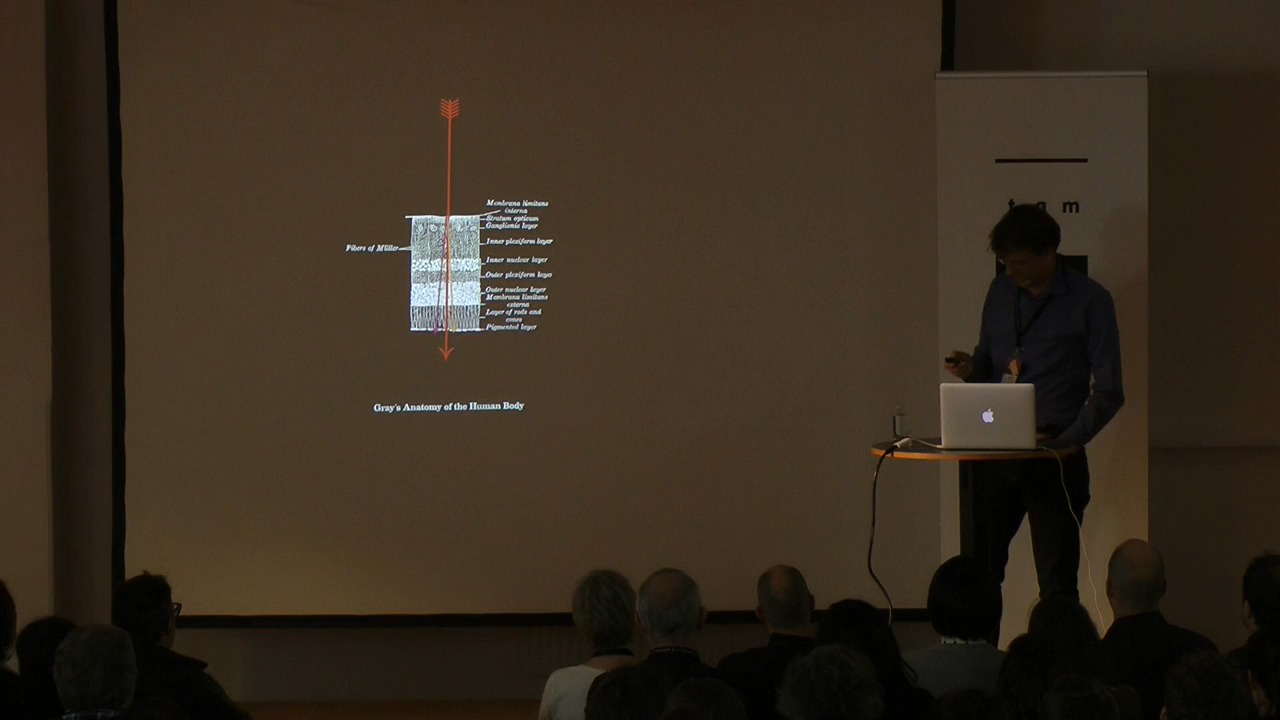 Membrana limitans
interna
Stratum opticum
Ganglionic layer
Inner plexiform layer
Fibers of Müller
Inner nuclear layer
Outer plexiform layer
Outer nuclear layer
Membrana limitans
externa
Layer of rods and
cones
Pigmented layer
Gray's Anatomy of the Human Body